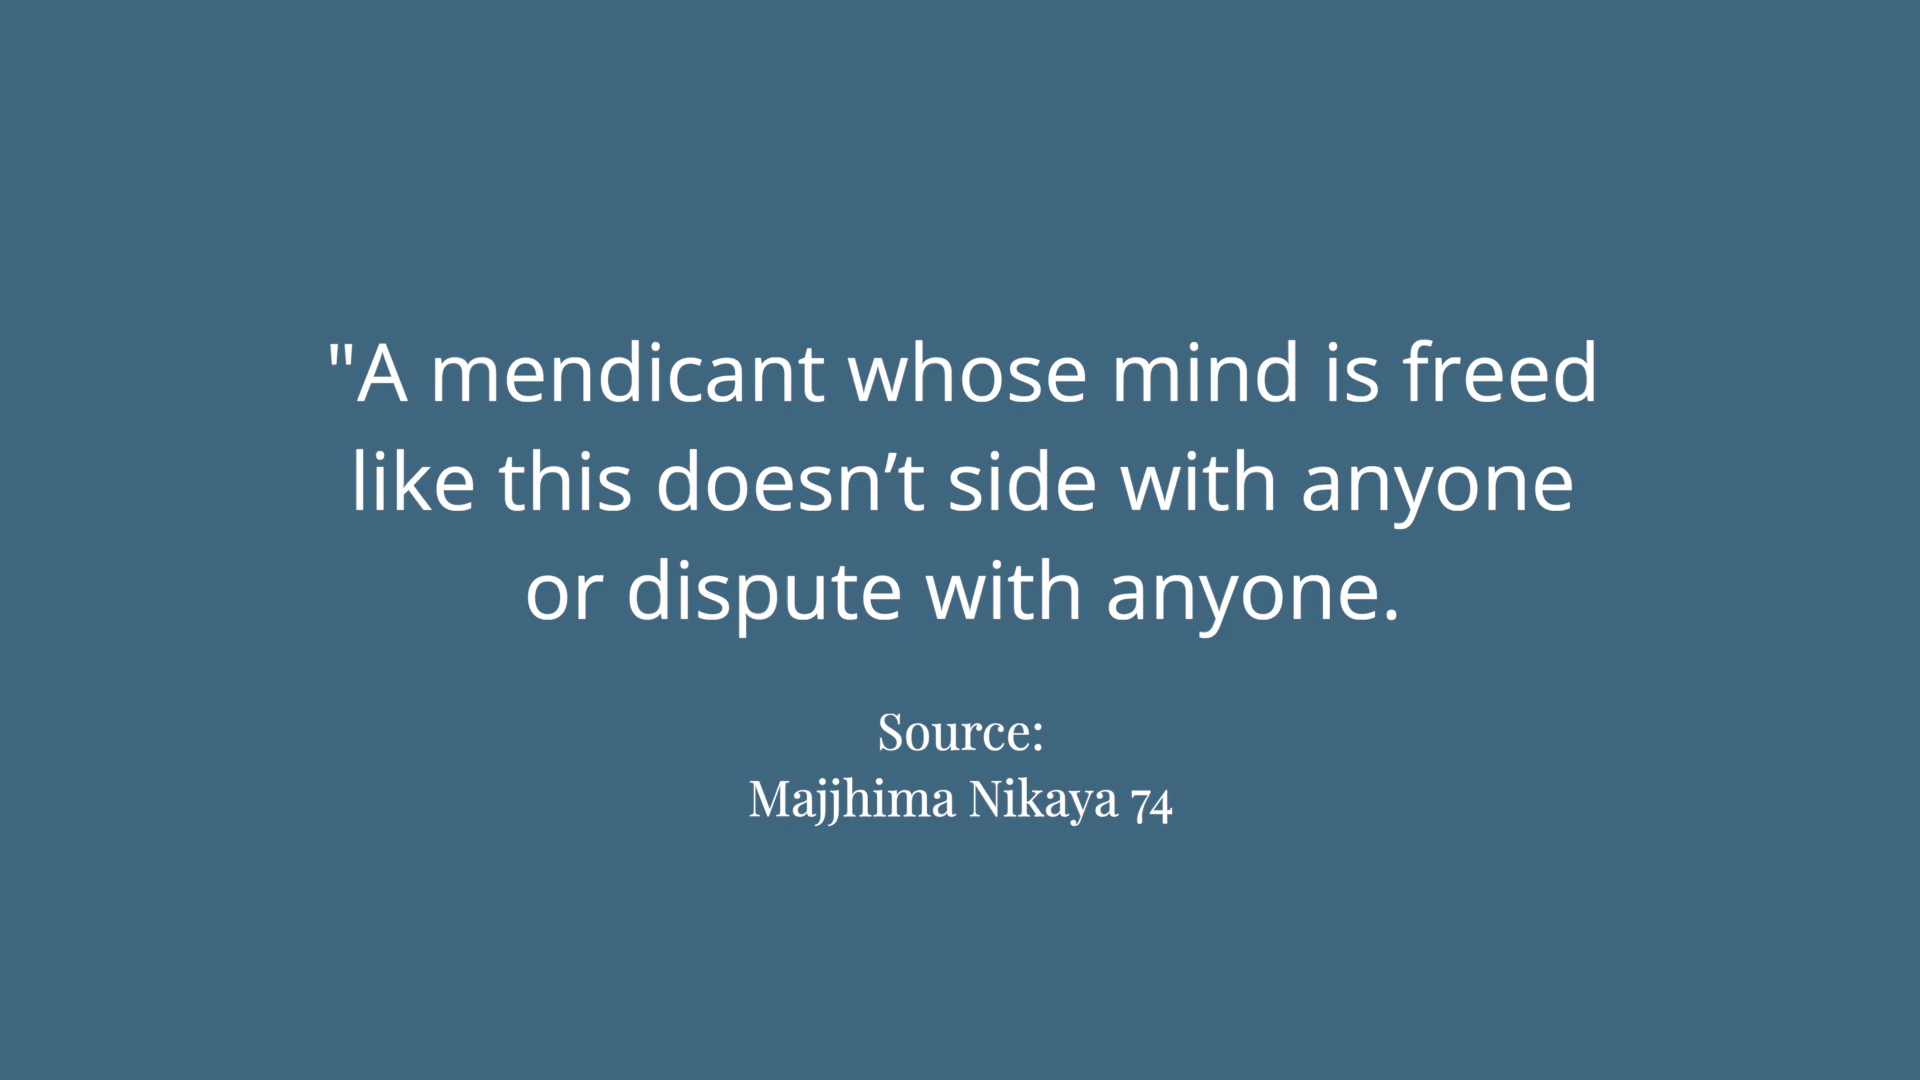 "A mendicant whose mind is freed
like this doesn’t side with anyone
or dispute with anyone.
Source:
Majjhima Nikaya 74